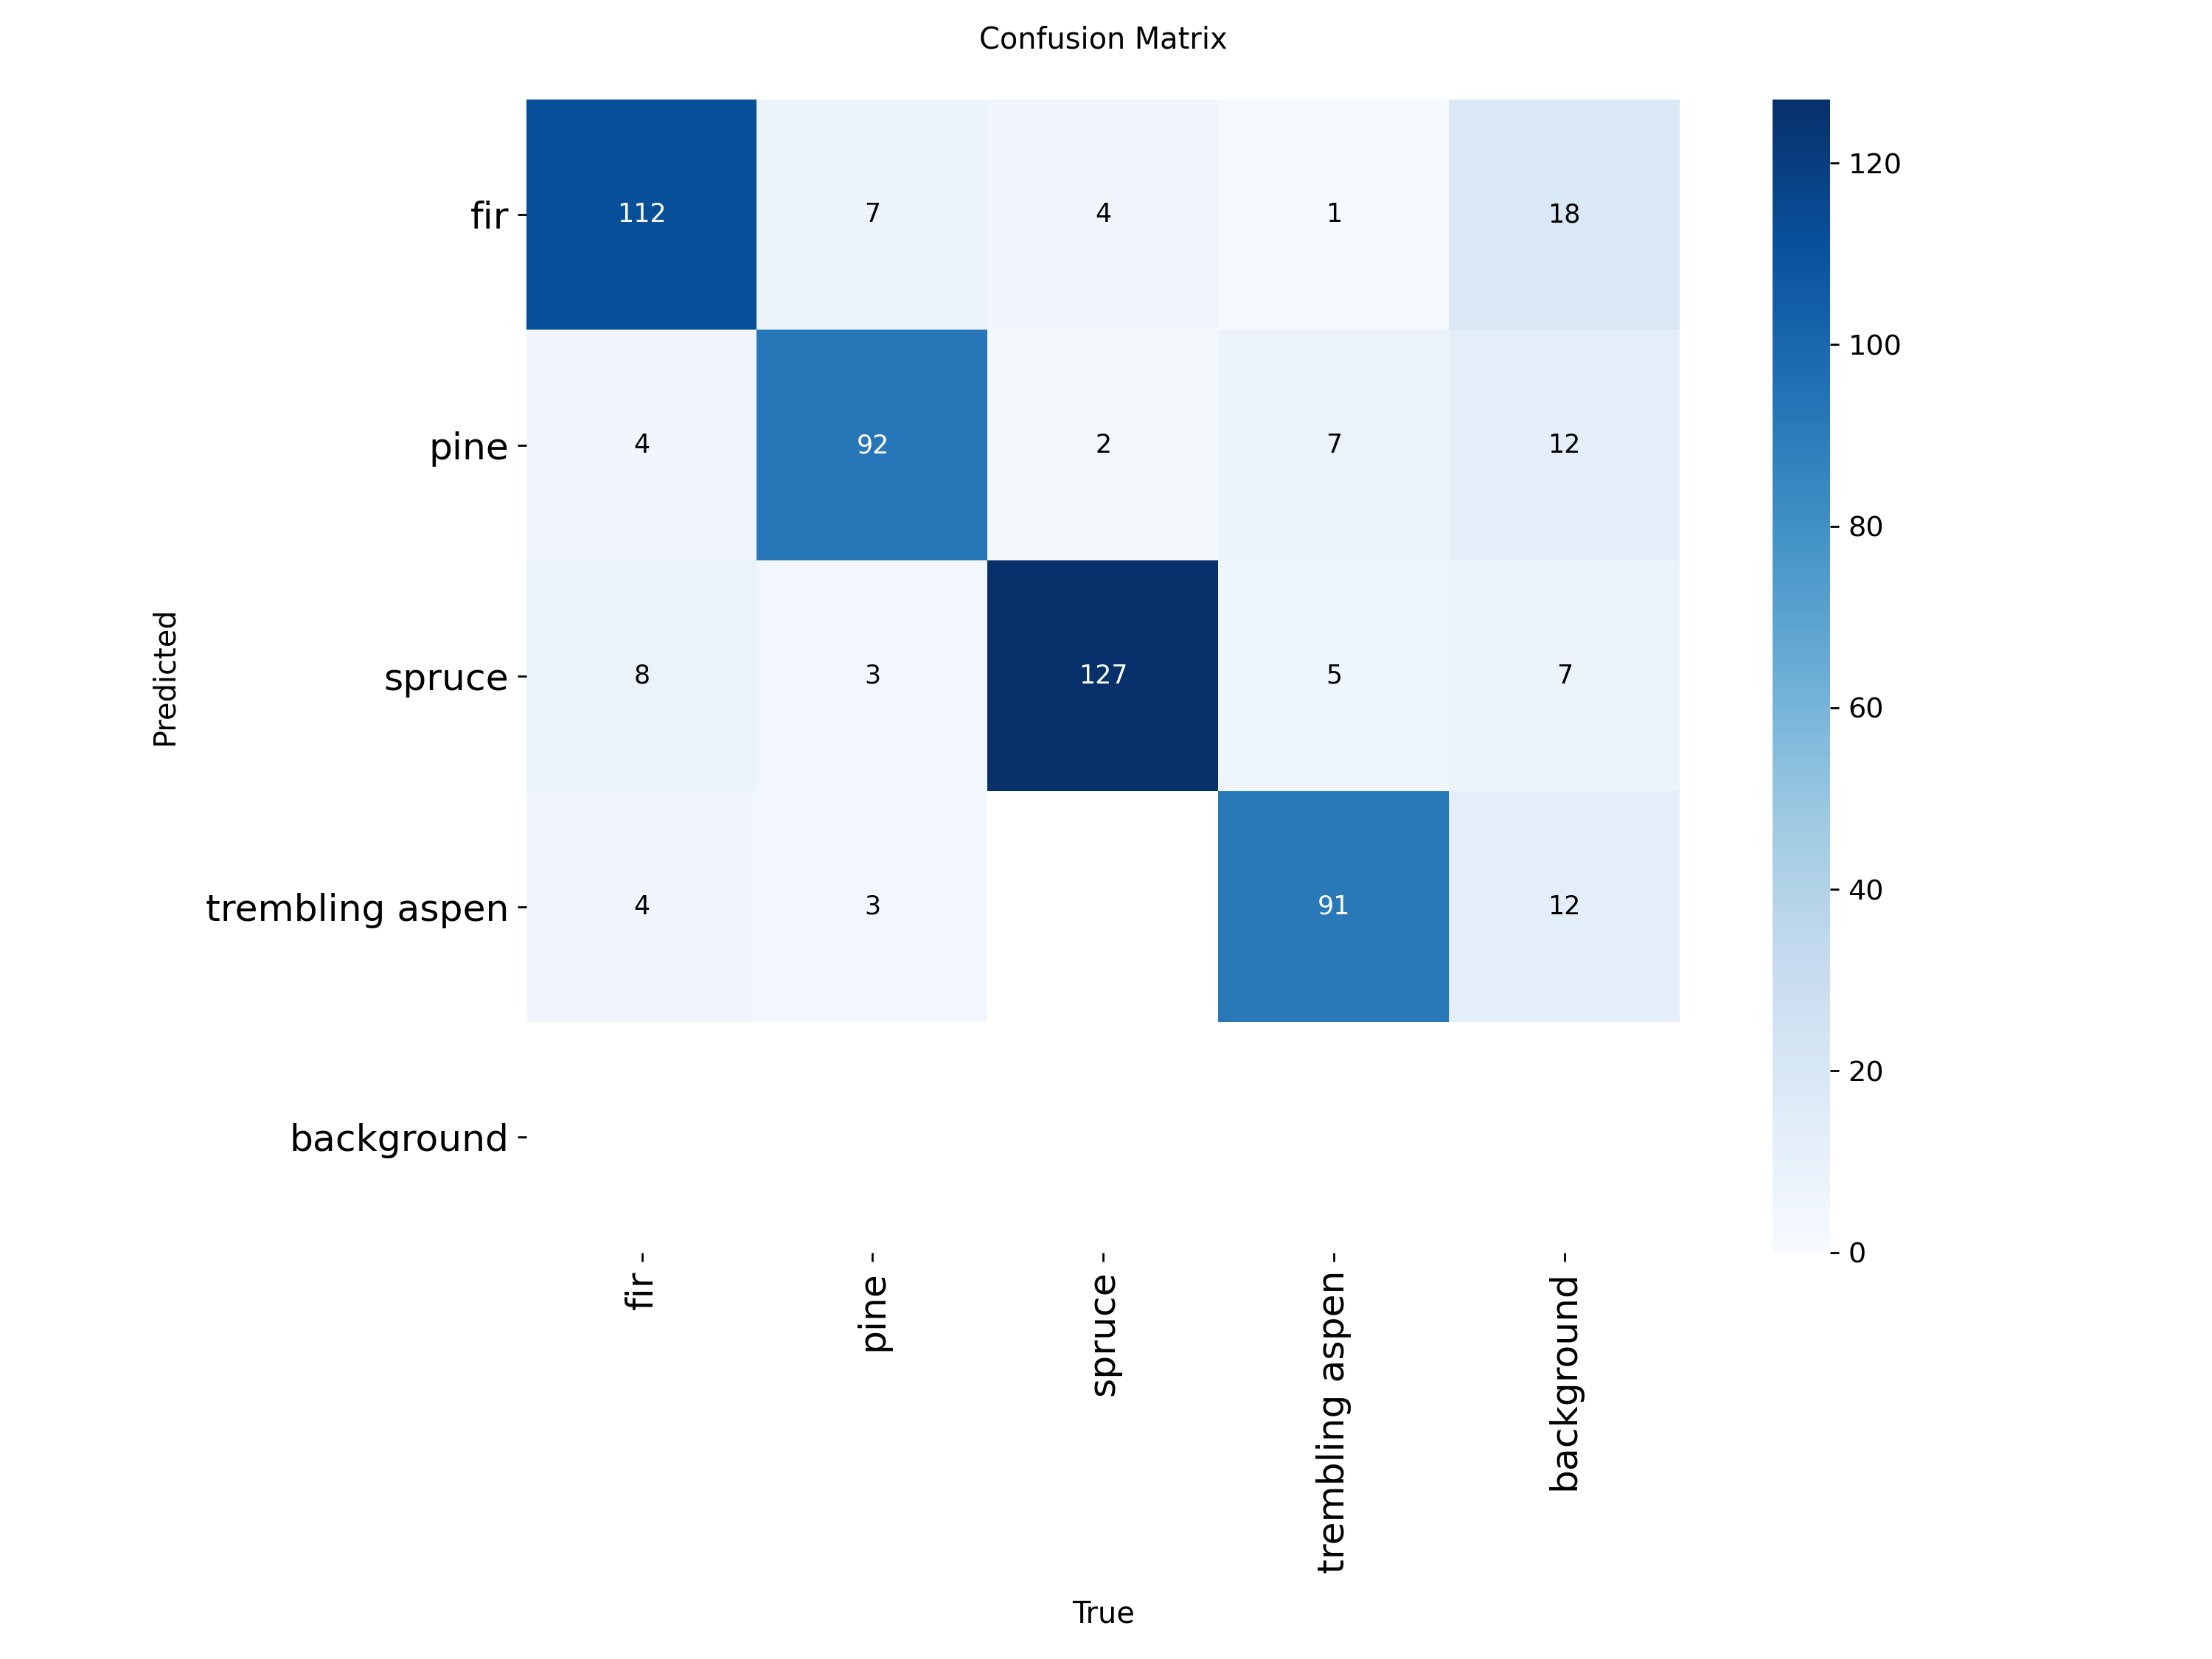 Confusion Matrix
fir
112 7 4 1 18
pine
4 92 2 7 12
spruce
8 3 127 5 7
trembling aspen
4 3 91 12
background
fir
pine
spruce
trembling aspen
background
Predicted
True
120
100
80
60
40
20
0